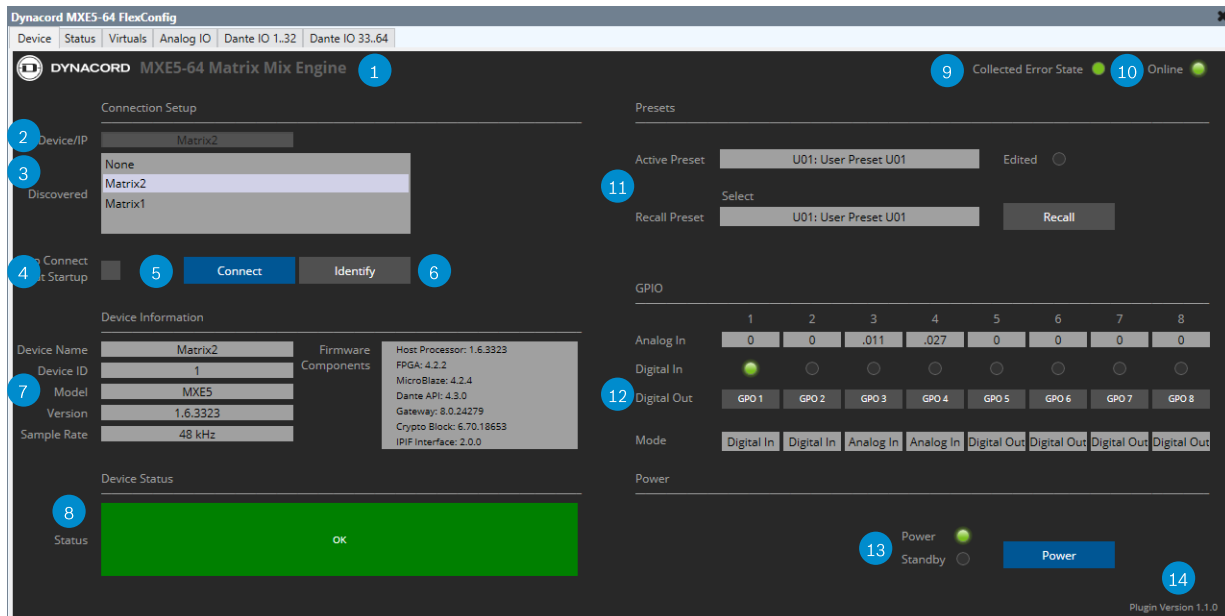 Dynacord MXE5-64 FlexConfig
Device Status Virtuals Analog IO Dante IO 1..32 Dante IO 33..64
DYNACORD MXE5-64 Matrix Mix Engine 1
9 Collected Error State 10 Online
Connection Setup
2 Device/IP Matrix2
3 Discovered
None
Matrix2
Matrix1
4 Connect
at Startup
5 Connect Identify 6
Device Information
Device Name Matrix2
Device ID 1
7 Model MXE5
Version 1.6.3323
Sample Rate 48 kHz
Firmware
Components
Host Processor: 1.6.3323
FPGA: 4.2.2
MicroBlaze: 4.2.4
Dante API: 4.3.0
Gateway: 8.0.24279
Crypto Block: 6.70.18653
IPIF interface: 2.0.0
Device Status
8
Status OK
Presets
Active Preset U01: User Preset U01 Edited
11
Select
Recall Preset U01: User Preset U01 Recall
GPIO
1 2 3 4 5 6 7 8
Analog In 0 0 .011 .027 0 0 0 0
Digital In
12 Digital Out GPO 1 GPO 2 GPO 3 GPO 4 GPO 5 GPO 6 GPO 7 GPO 8
Mode Digital In Digital In Analog In Analog In Digital Out Digital Out Digital Out Digital Out
Power
13
Power
Standby
Power
14
Plugin Version 1.1.0